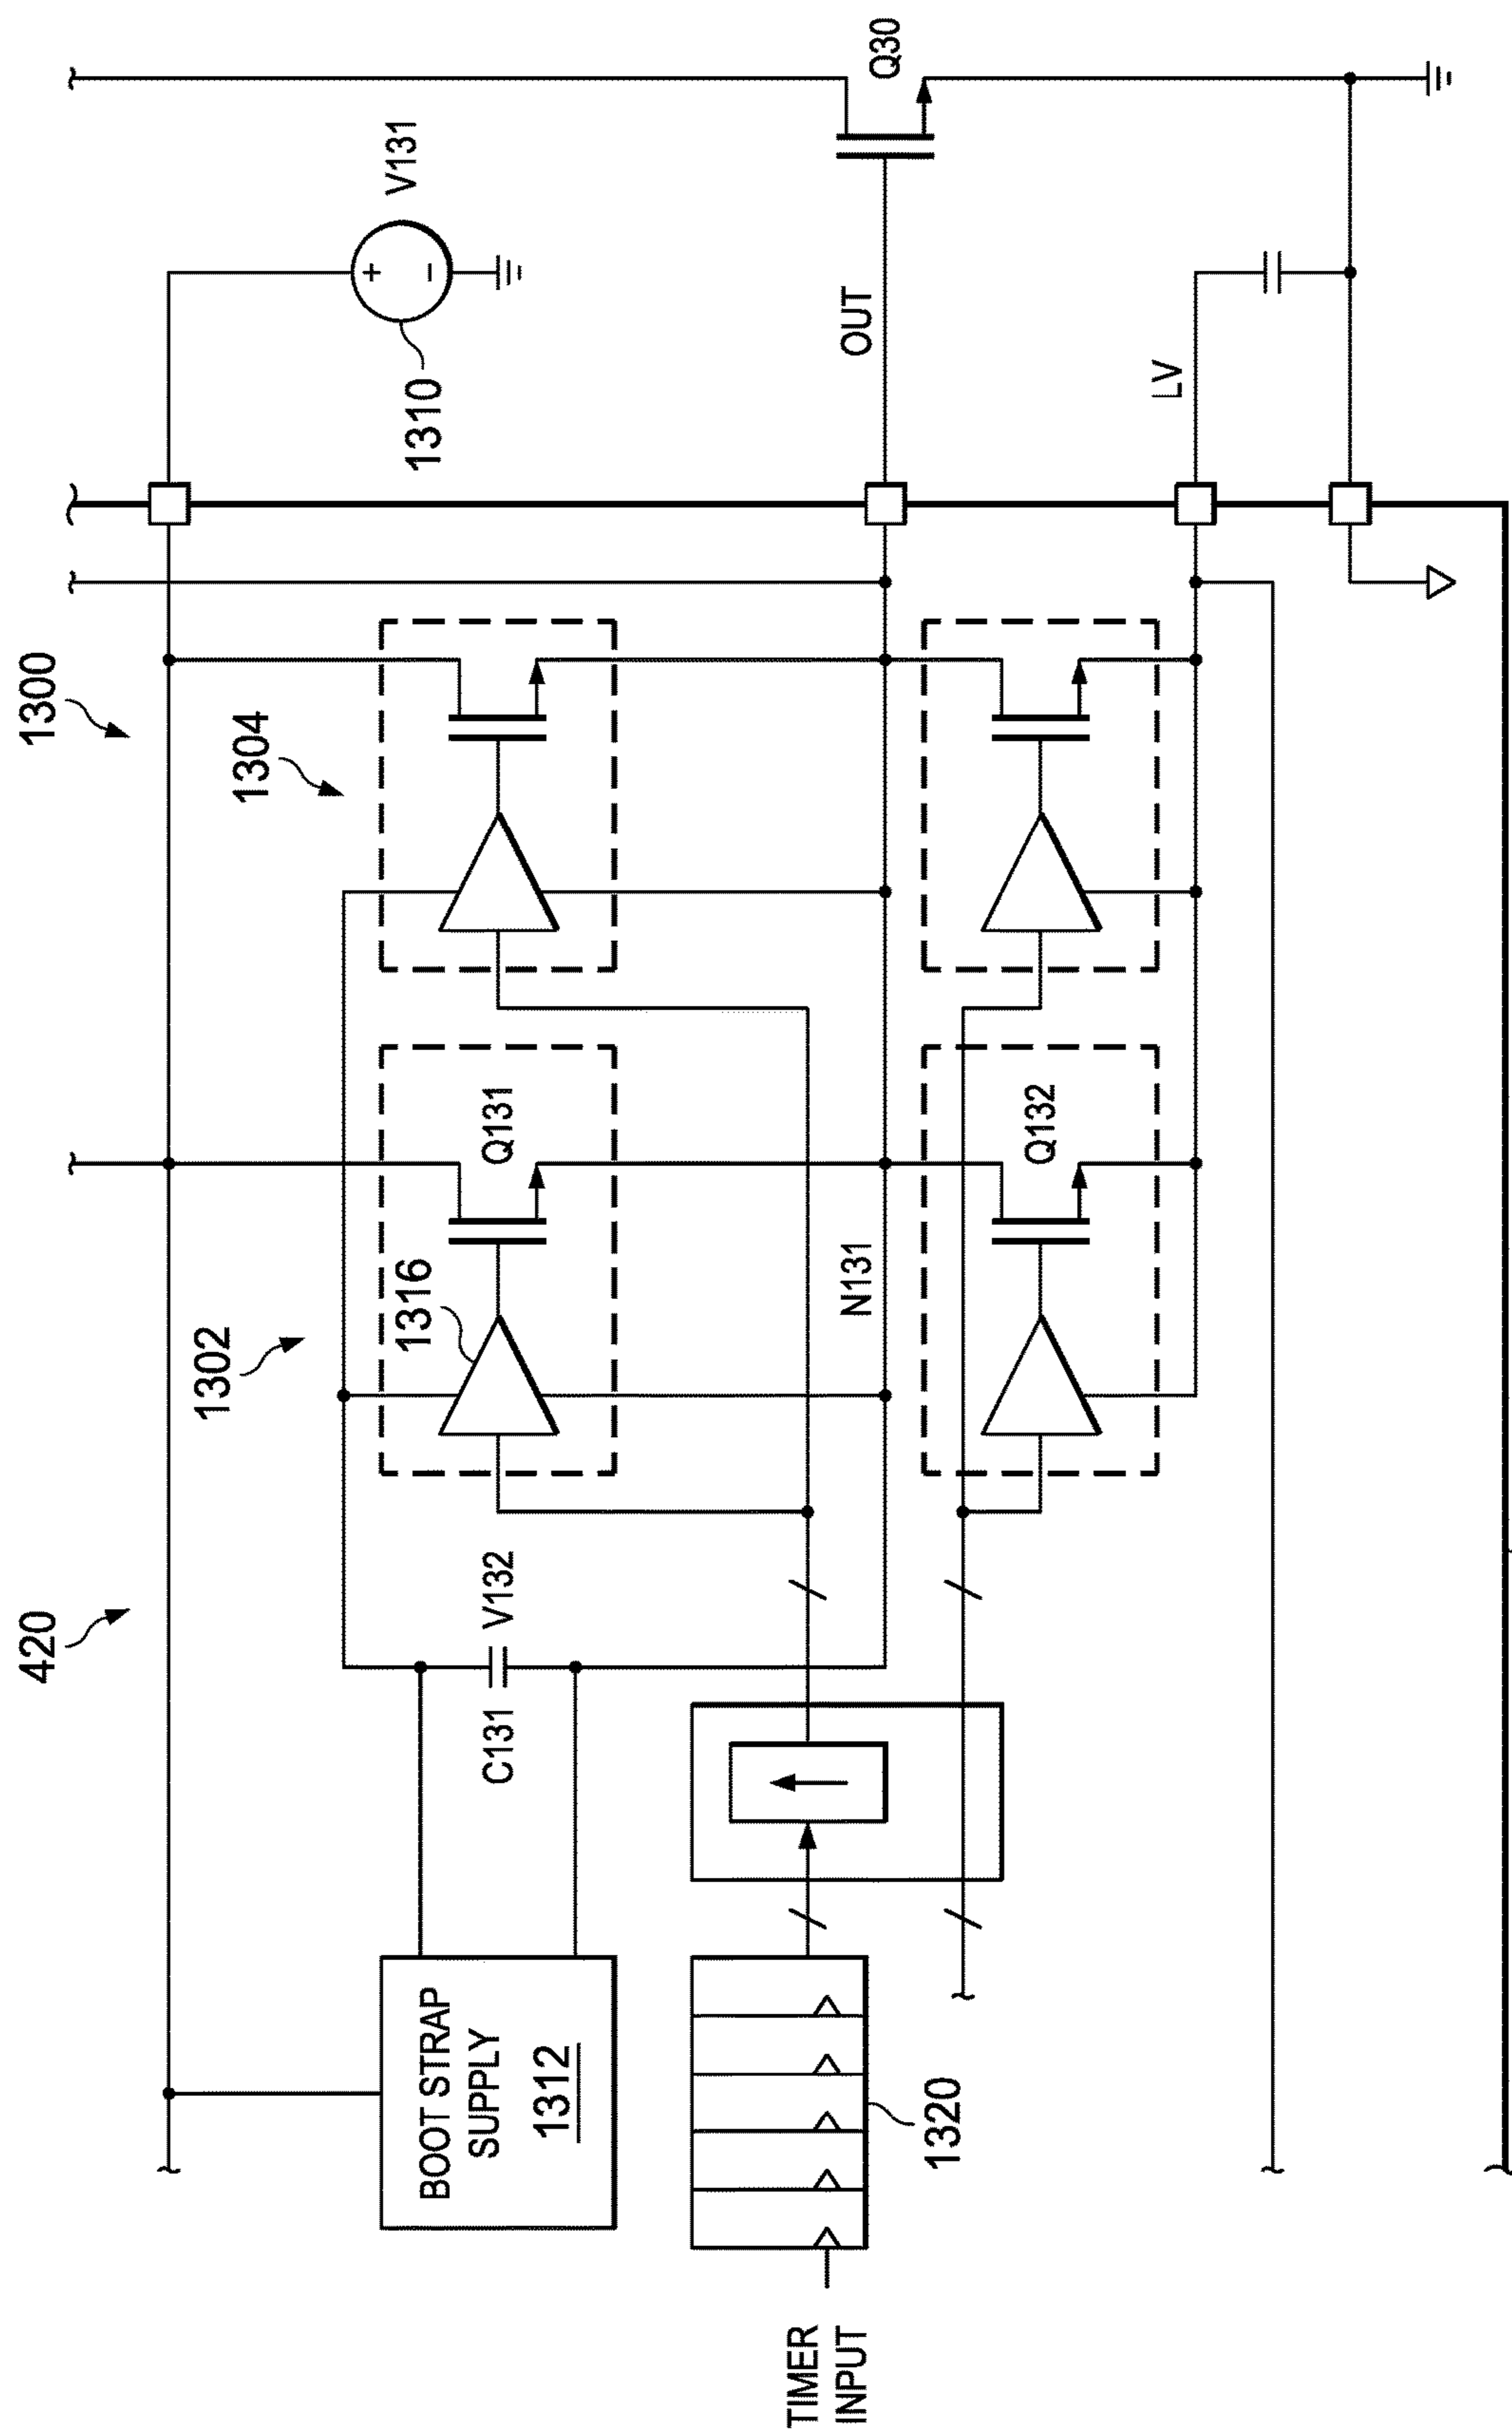 420
1300
1302
1304
1310
V131
+
-
BOOT STRAP
SUPPLY
1312
C131
V132
1316
Q131
N131
OUT
Q30
TIMER
INPUT
1320
Q132
LV